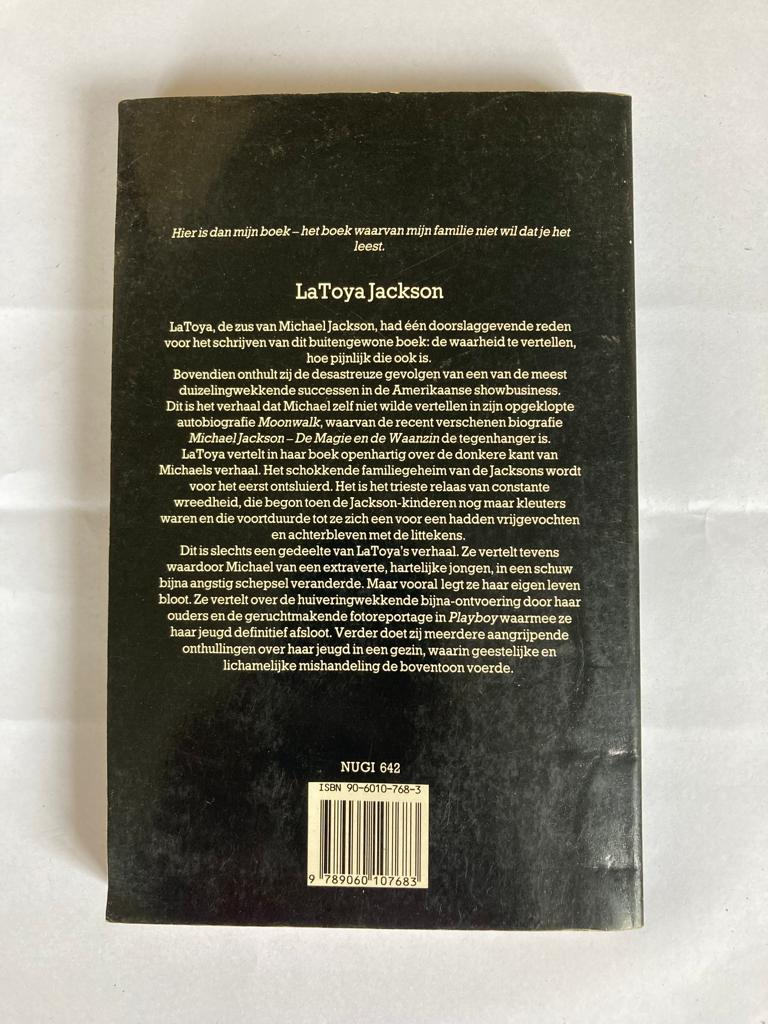 Hier is dan mijn boek – het boek waarvan mijn familie niet wil dat je het
leest.
LaToya Jackson
LaToya, de zus van Michael Jackson, had één doorslaggevende reden
voor het schrijven van dit buitengewone boek: de waarheid te vertellen,
hoe pijnlijk die ook is.
Bovendien onthult zij de desastreuze gevolgen van een van de meest
duizelingwekkende successen in de Amerikaanse showbusiness.
Dit is het verhaal dat Michael zelf niet wilde vertellen in zijn opgeklopte
autobiografie Moonwalk, waarvan de recent verschenen biografie
Michael Jackson – De Magie en de Waanzin de tegenhanger is.
LaToya vertelt in haar boek openhartig over de donkere kant van
Michaels verhaal. Het schokkende familiegeheim van de Jacksons wordt
voor het eerst ontsluierd. Het is het trieste relaas van constante
wreedheid, die begon toen de Jackson-kinderen nog maar kleuters
waren en die voortduurde tot ze zich een voor een hadden vrijgevochten
en achterbleven met de littekens.
Dit is slechts een gedeelte van LaToya's verhaal. Ze vertelt tevens
waardoor Michael van een extraverte, hartelijke jongen, in een schuw
bijna angstig schepsel veranderde. Maar vooral legt ze haar eigen leven
bloot. Ze vertelt over de huiveringwekkende bijna-ontvoering door haar
ouders en de geruchtmakende fotoreportage in Playboy waarmee ze
haar jeugd definitief afsloot. Verder doet zij meerdere aangrijpende
onthullingen over haar jeugd in een gezin, waarin geestelijke en
lichamelijke mishandeling de boventoon voerde.
NUGI 642
ISBN 90-6010-768-3
9 789060 107683